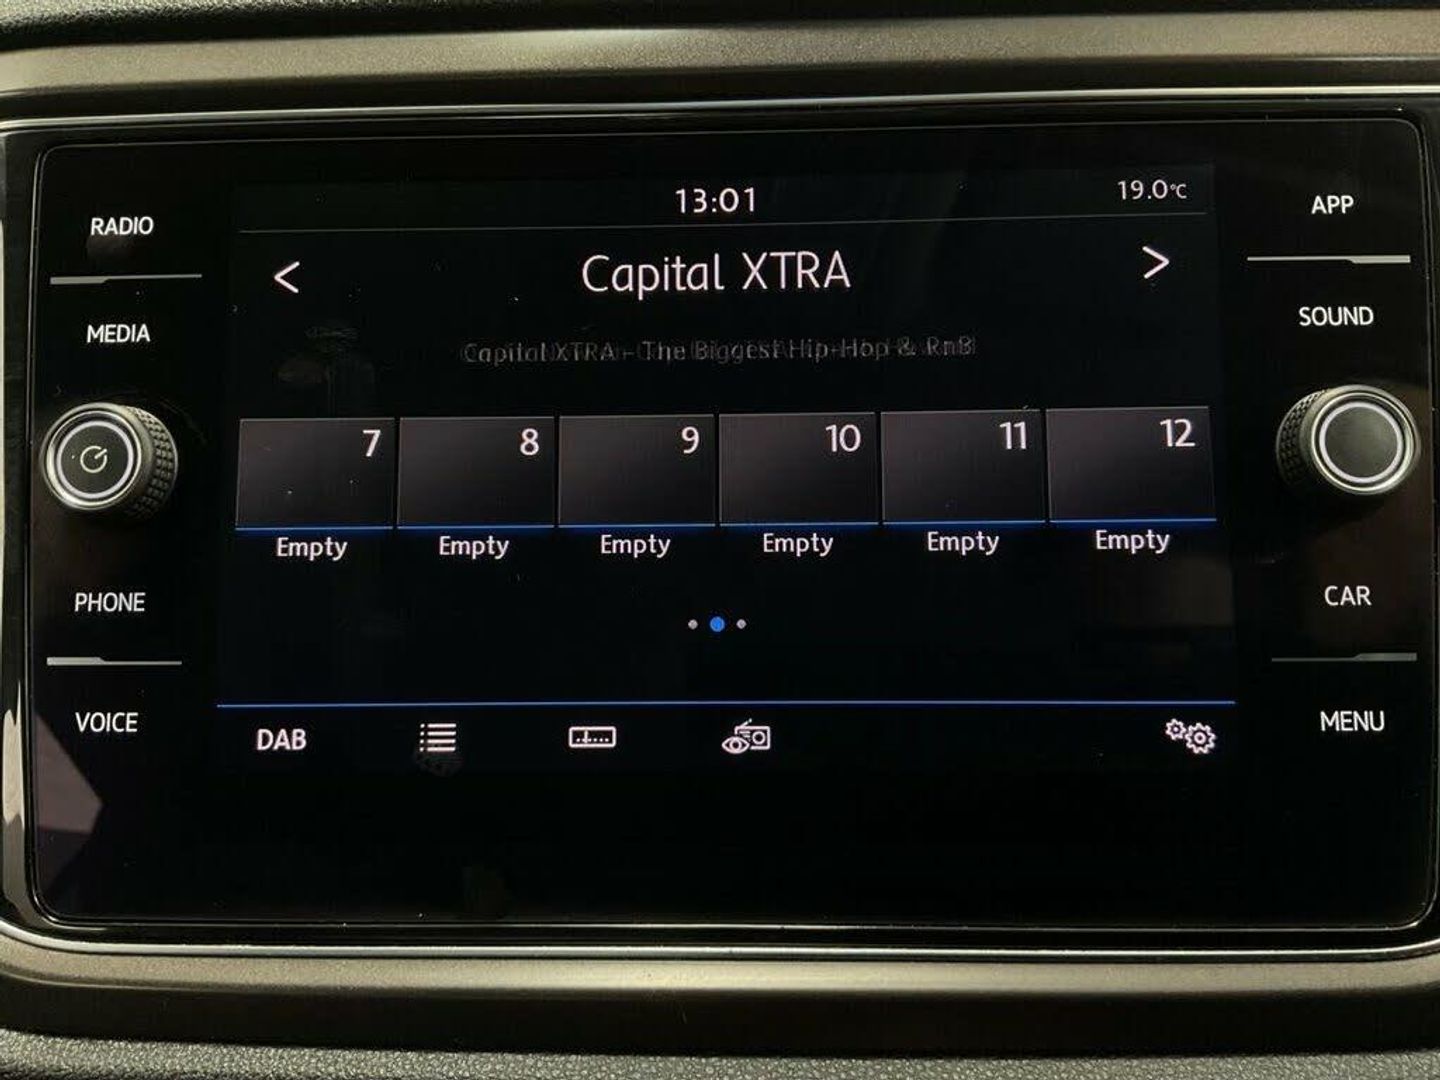 13:01
19.0°C
RADIO
APP
< Capital XTRA >
MEDIA
SOUND
Capital XTRA - The Biggest Hip-Hop & RnB
7 8 9 10 11 12
Empty Empty Empty Empty Empty Empty
PHONE
CAR
VOICE
MENU
DAB